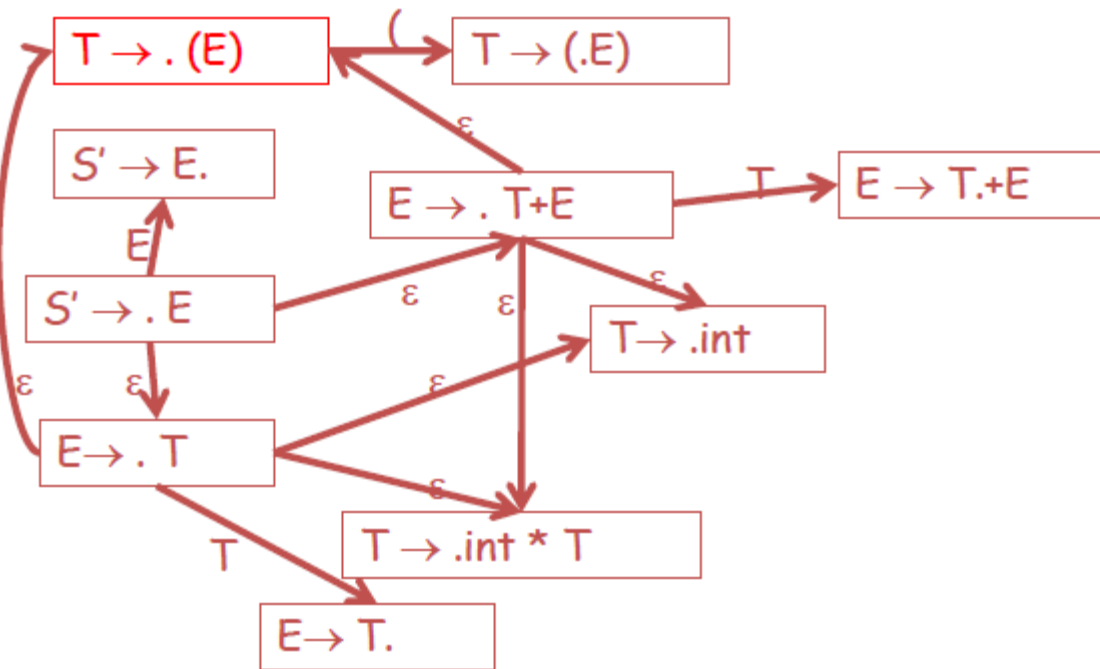 T → . (E)
(
T → (.E)
ε
S' → E.
E → . T+E
T
E → T.+E
E
S' → . E
ε
ε
ε
T→ .int
ε
ε
ε
E→ . T
ε
T → .int * T
T
E→ T.